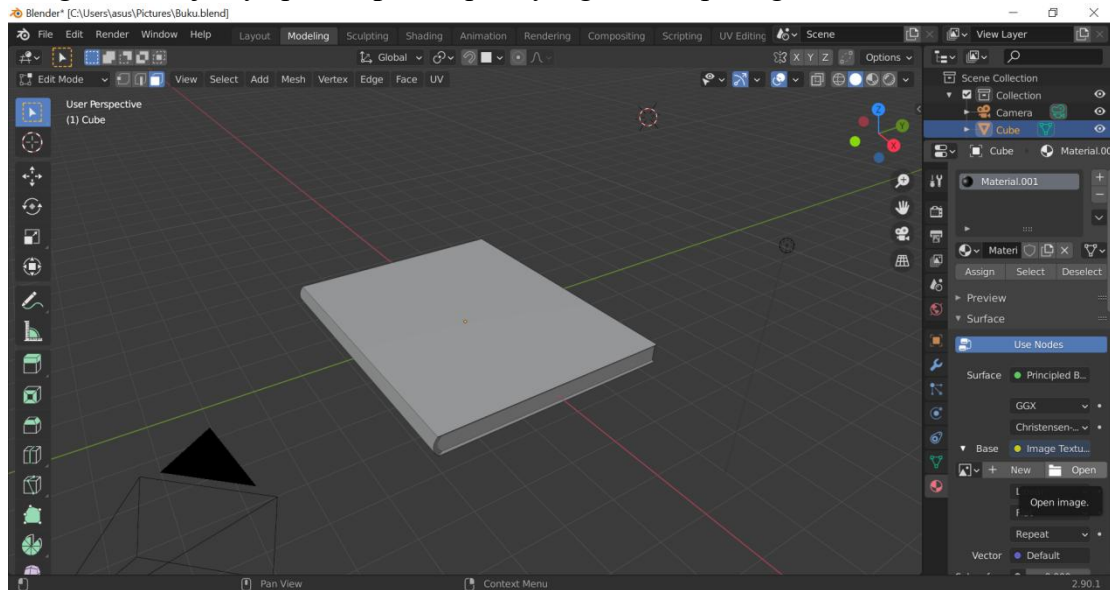 Blender* [C:\Users\asus\Pictures\Buku.blend]
File Edit Render Window Help Layout Modeling Sculpting Shading Animation Rendering Compositing Scripting UV Editing Scene View Layer
Global X Y Z Options
Edit Mode View Select Add Mesh Vertex Edge Face UV
User Perspective
(1) Cube
Z
Y
X
Scene Collection
Collection
Camera
Cube
Cube Material.00
Material.001
Materi
Assign Select Deselect
Preview
Surface
Use Nodes
Surface Principled B...
GGX
Christensen-...
Base Image Textu...
New Open
Open image.
Repeat
Vector Default
Pan View Context Menu 2.90.1